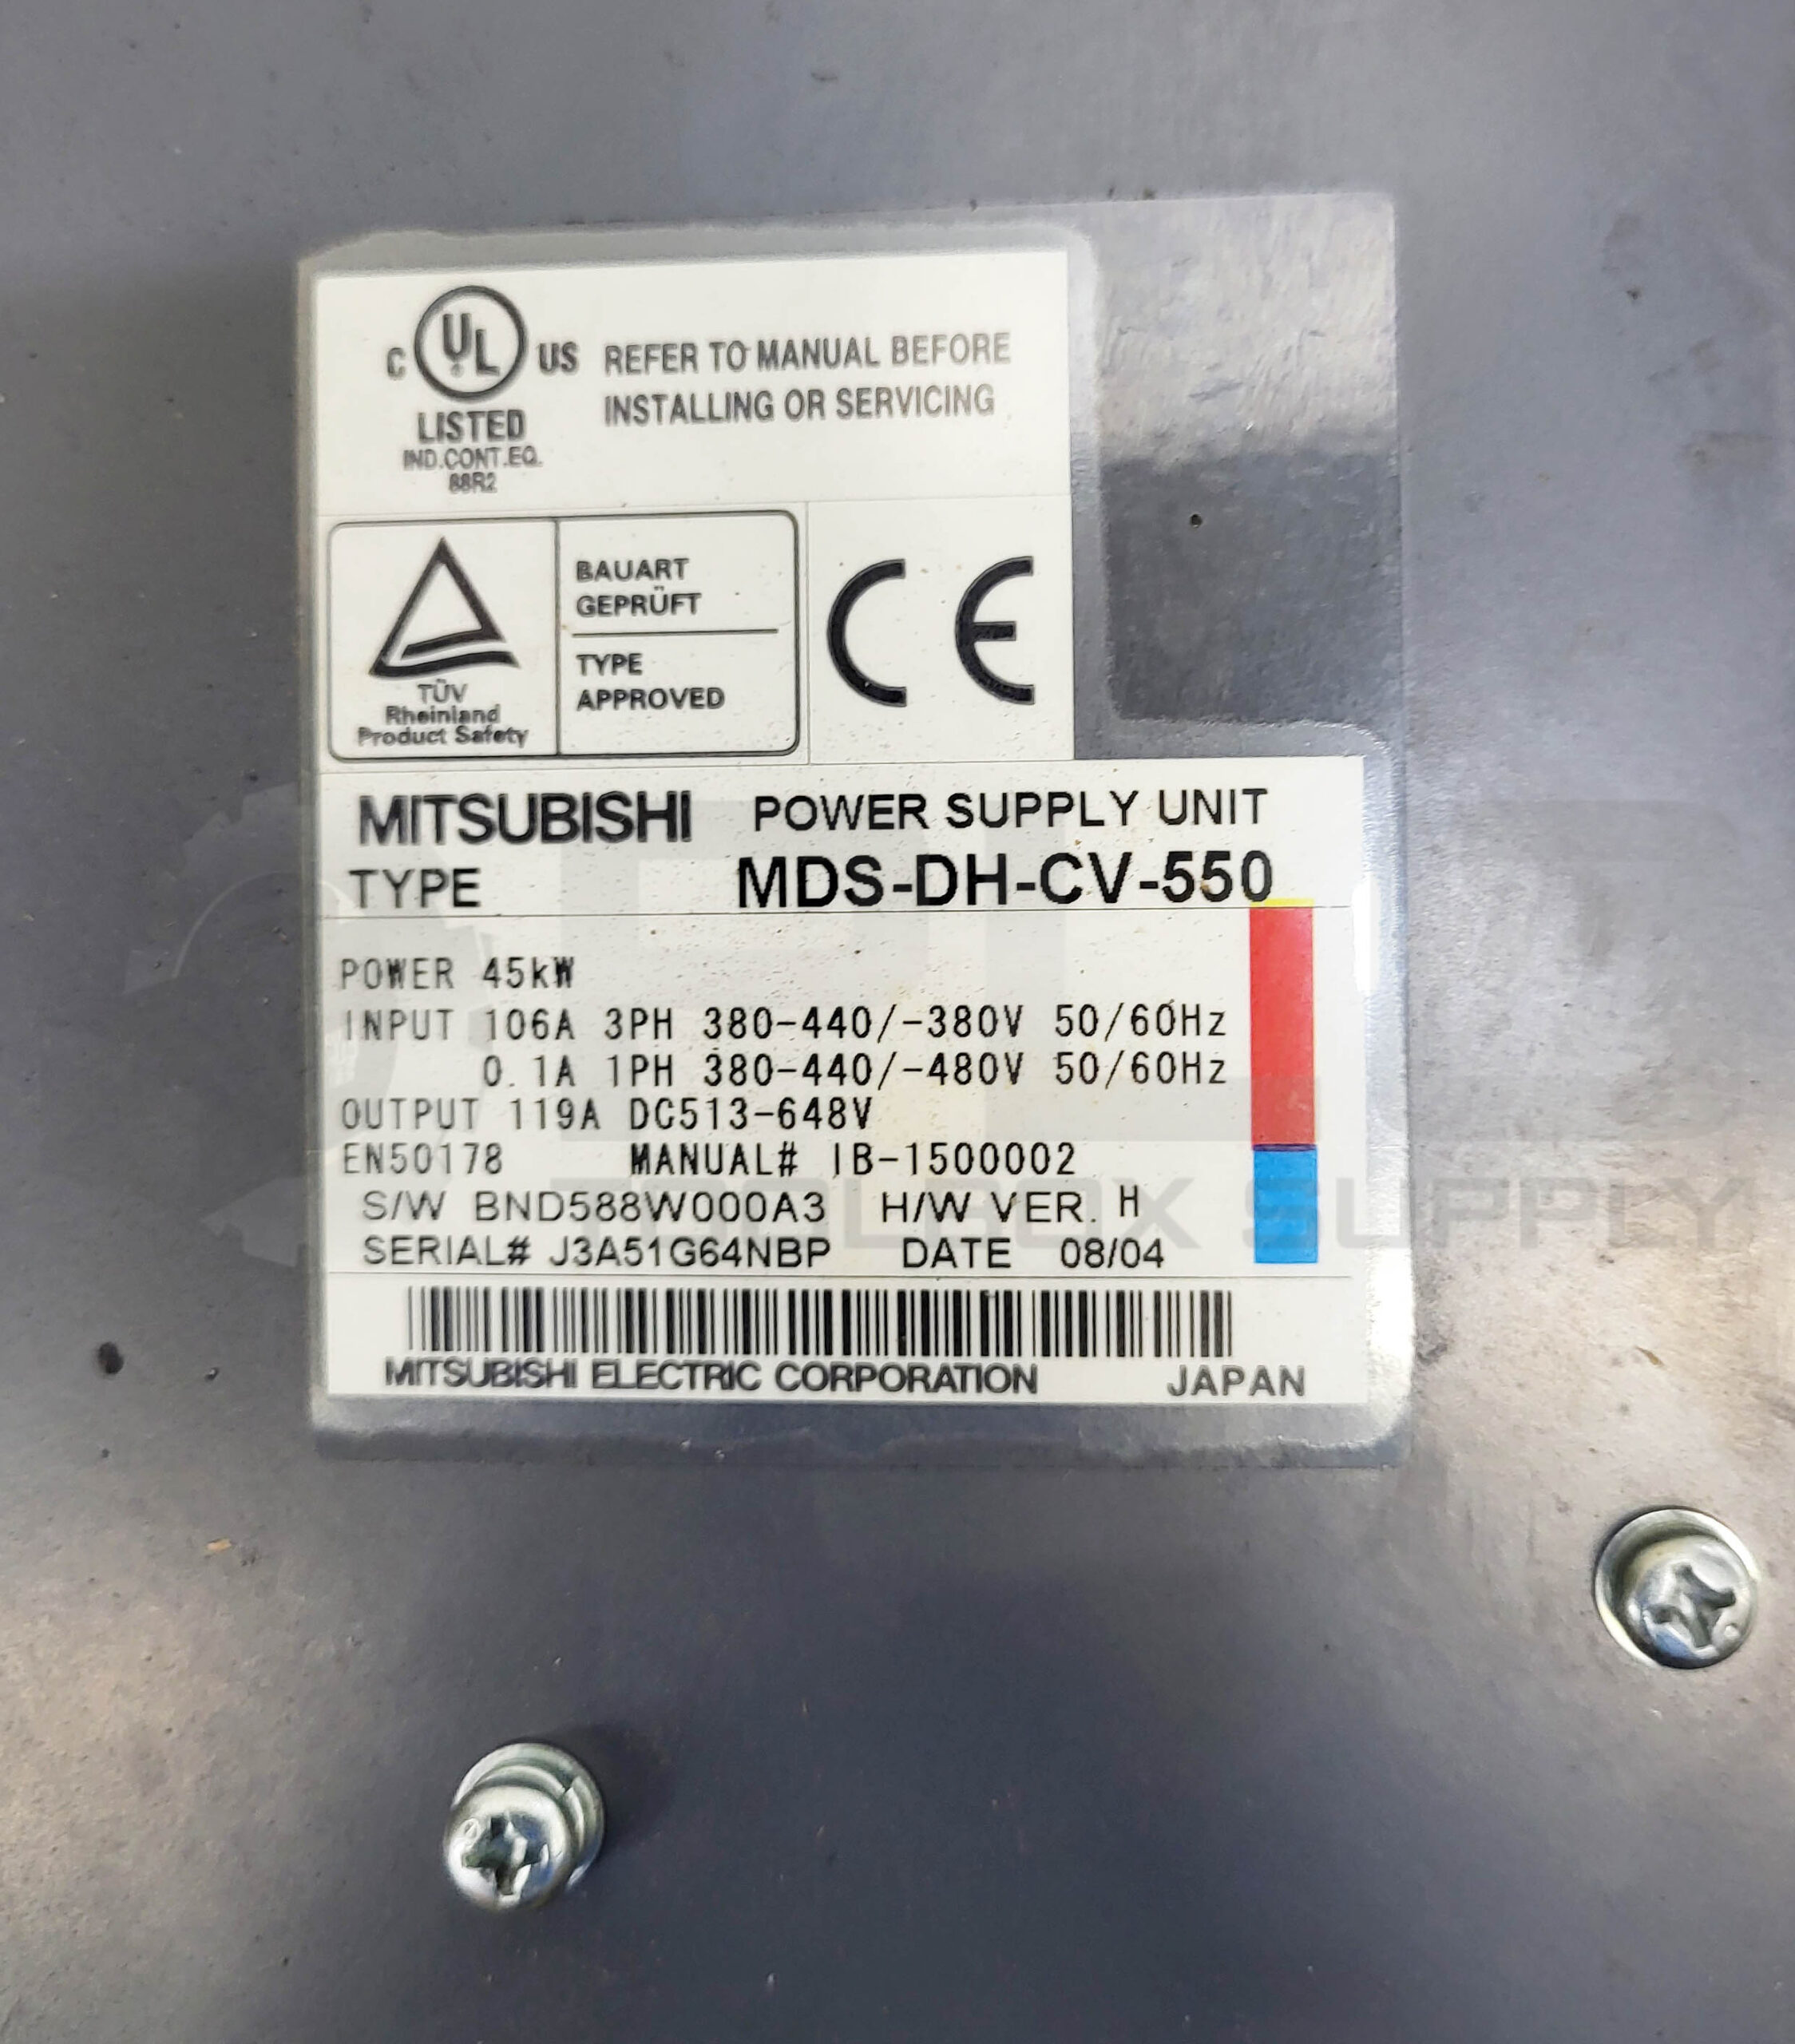 C UL US
LISTED
IND.CONT.EQ.
88R2
REFER TO MANUAL BEFORE
INSTALLING OR SERVICING
TÜV
Rheinland
Product Safety
BAUART
GEPRÜFT
TYPE
APPROVED
CE
MITSUBISHI POWER SUPPLY UNIT
TYPE MDS-DH-CV-550
POWER 45kW
INPUT 106A 3PH 380-440/-380V 50/60Hz
0.1A 1PH 380-440/-480V 50/60Hz
OUTPUT 119A DC513-648V
EN50178 MANUAL# IB-1500002
S/W BND588W000A3 H/W VER. H
SERIAL# J3A51G64NBP DATE 08/04
MITSUBISHI ELECTRIC CORPORATION JAPAN
TOOLBOX SUPPLY